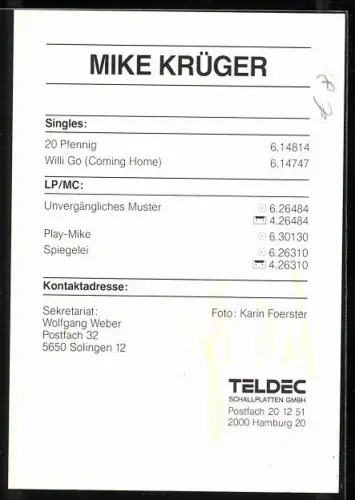 MIKE KRÜGER
Singles:
20 Pfennig 6.14814
Willi Go (Coming Home) 6.14747
LP/MC:
Unvergängliches Muster 6.26484
4.26484
Play-Mike 6.30130
Spiegelei 6.26310
4.26310
Kontaktadresse:
Sekretariat: Foto: Karin Foerster
Wolfgang Weber
Postfach 32
5650 Solingen 12
TELDEC
SCHALLPLATTEN GMBH
Postfach 20 12 51
2000 Hamburg 20